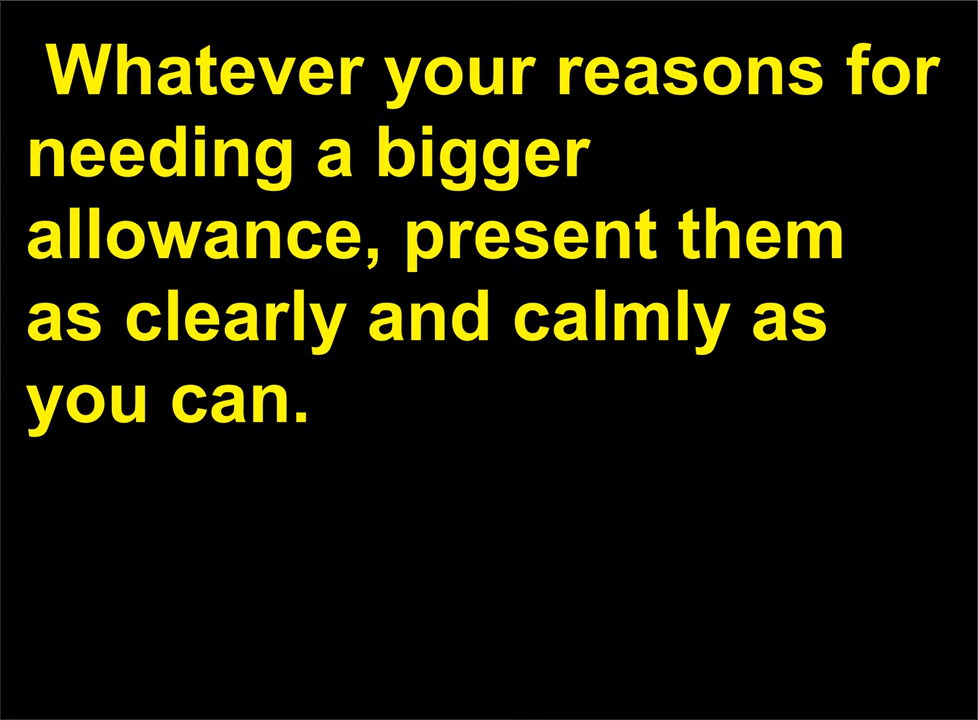 Whatever your reasons for
needing a bigger
allowance, present them
as clearly and calmly as
you can.